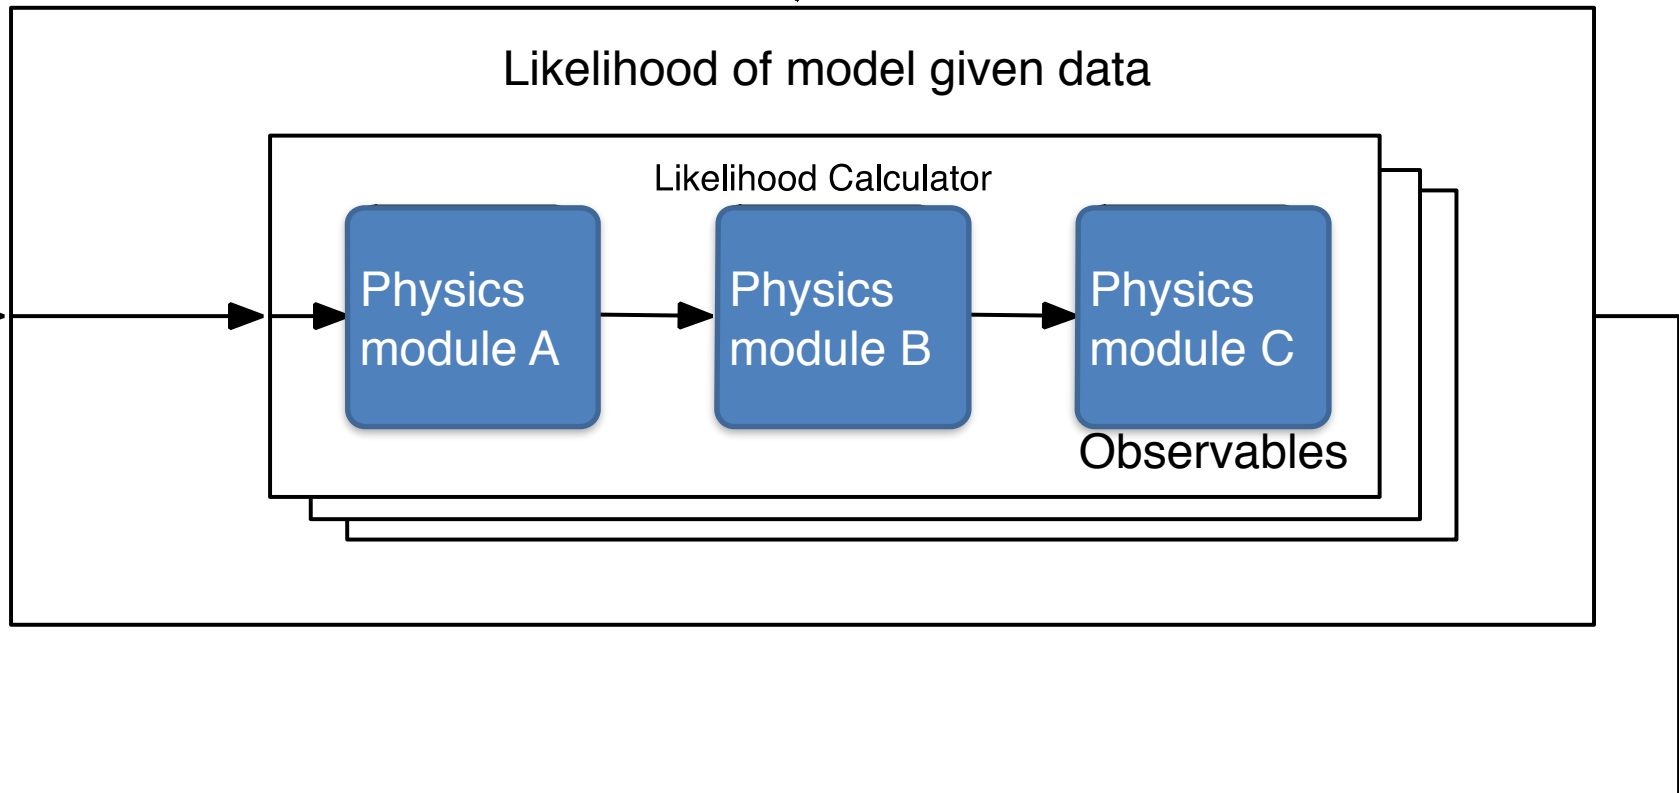 Likelihood of model given data
Likelihood Calculator
Physics
module A
Physics
module B
Physics
module C
Observables